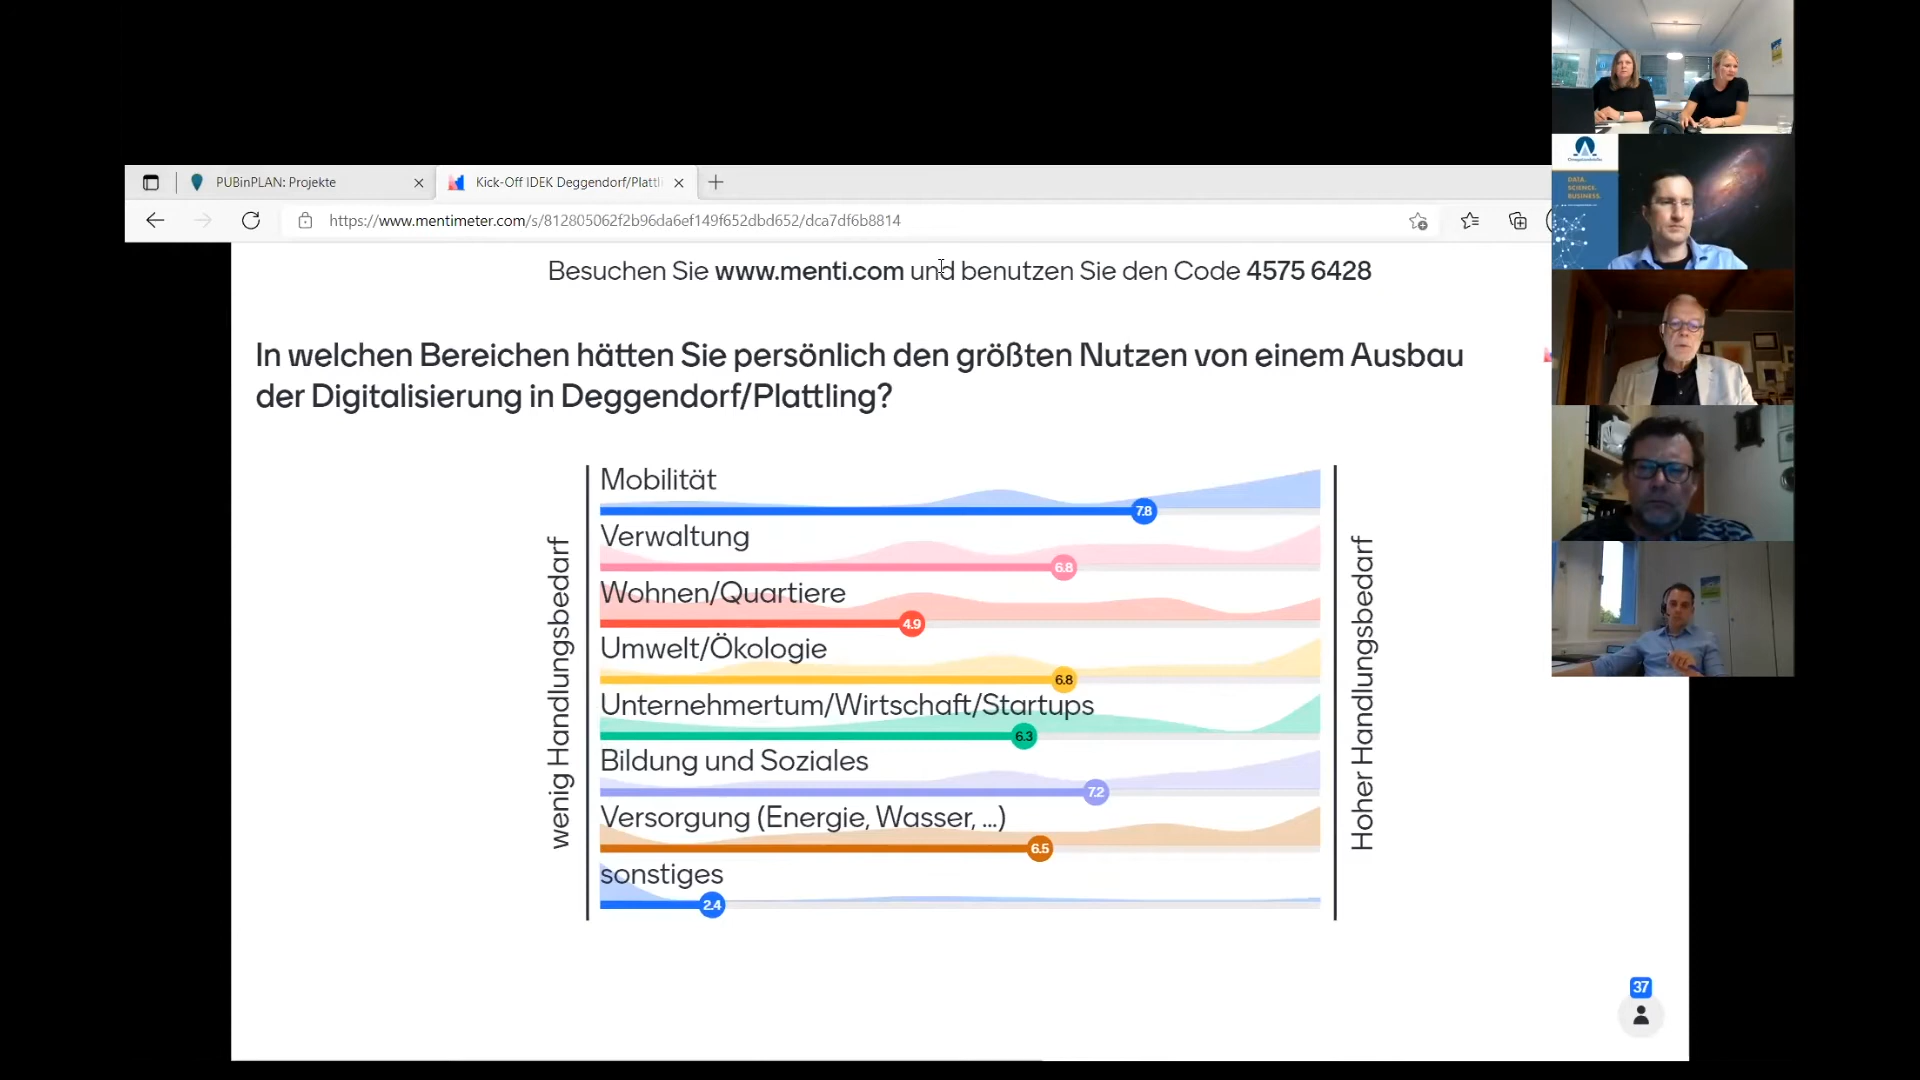 PUBinPLAN: Projekte
Kick-Off IDEK Deggendorf/Plattli
https://www.mentimeter.com/s/812805062f2b96da6ef149f652dbd652/dca7df6b8814
Besuchen Sie www.menti.com und benutzen Sie den Code 4575 6428
In welchen Bereichen hätten Sie persönlich den größten Nutzen von einem Ausbau
der Digitalisierung in Deggendorf/Plattling?
wenig Handlungsbedarf
Mobilität
7.8
Verwaltung
6.8
Wohnen/Quartiere
4.9
Umwelt/Ökologie
6.8
Unternehmertum/Wirtschaft/Startups
6.3
Bildung und Soziales
7.2
Versorgung (Energie, Wasser, ...)
6.5
sonstiges
2.4
Hoher Handlungsbedarf
37
DATA.
SCIENCE.
BUSINESS.